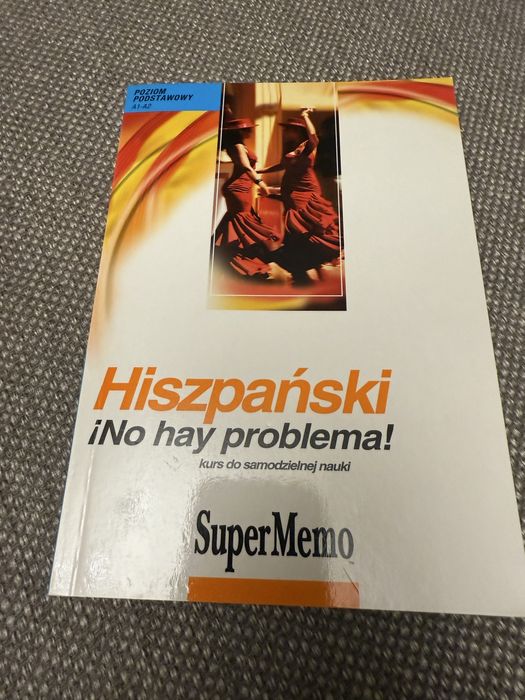 POZIOM
PODSTAWOWY
A1-A2
Hiszpański
¡No hay problema!
kurs do samodzielnej nauki
SuperMemo